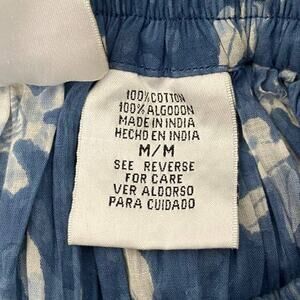 100% COTTON
100% ALGODON
MADE IN INDIA
HECHO EN INDIA
M/M
SEE REVERSE
FOR CARE
VER ALDORSO
PARA CUIDADO